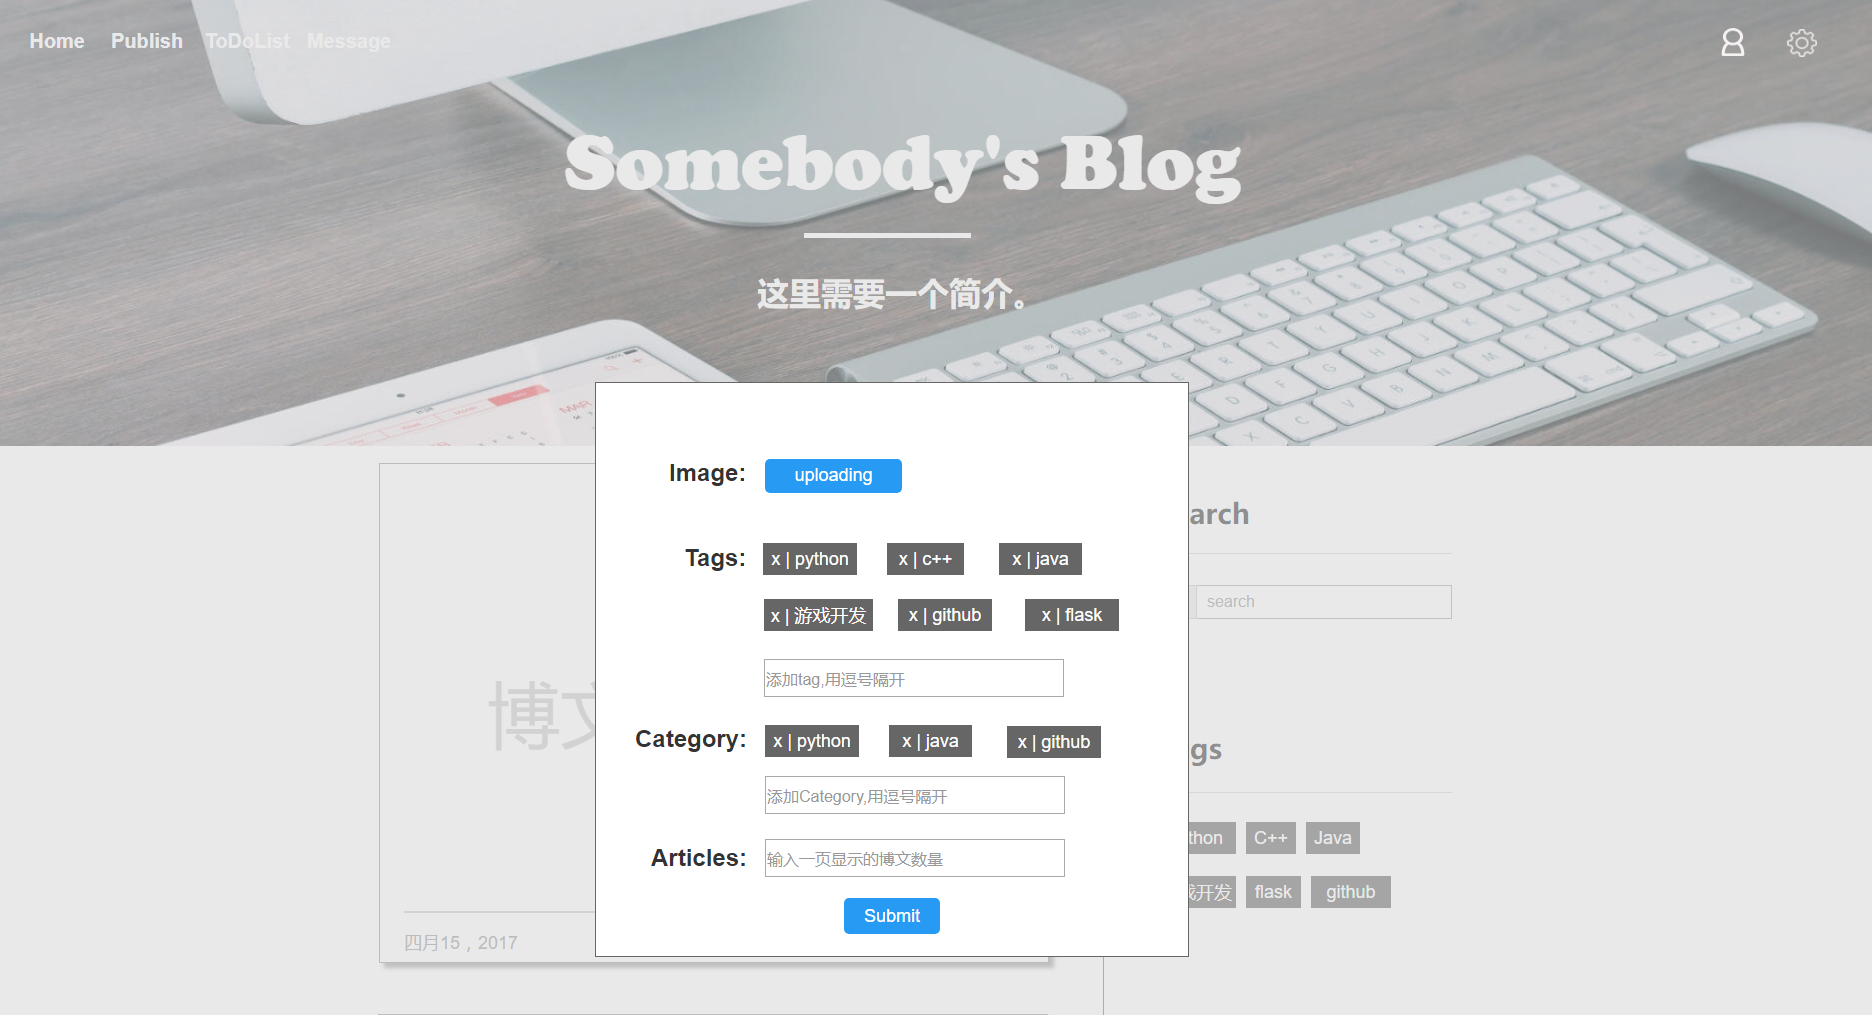 Home Publish ToDoList Message
Somebody's Blog
这里需要一个简介。
Image: uploading
arch
Tags: x | python x | c++ x | java
search
x | 游戏开发 x | github x | flask
添加tag,用逗号隔开
博文
Category: x | python x | java x | github
gs
添加Category,用逗号隔开
thon C++ Java
Articles: 输入一页显示的博文数量
戏开发 flask github
Submit
四月15，2017